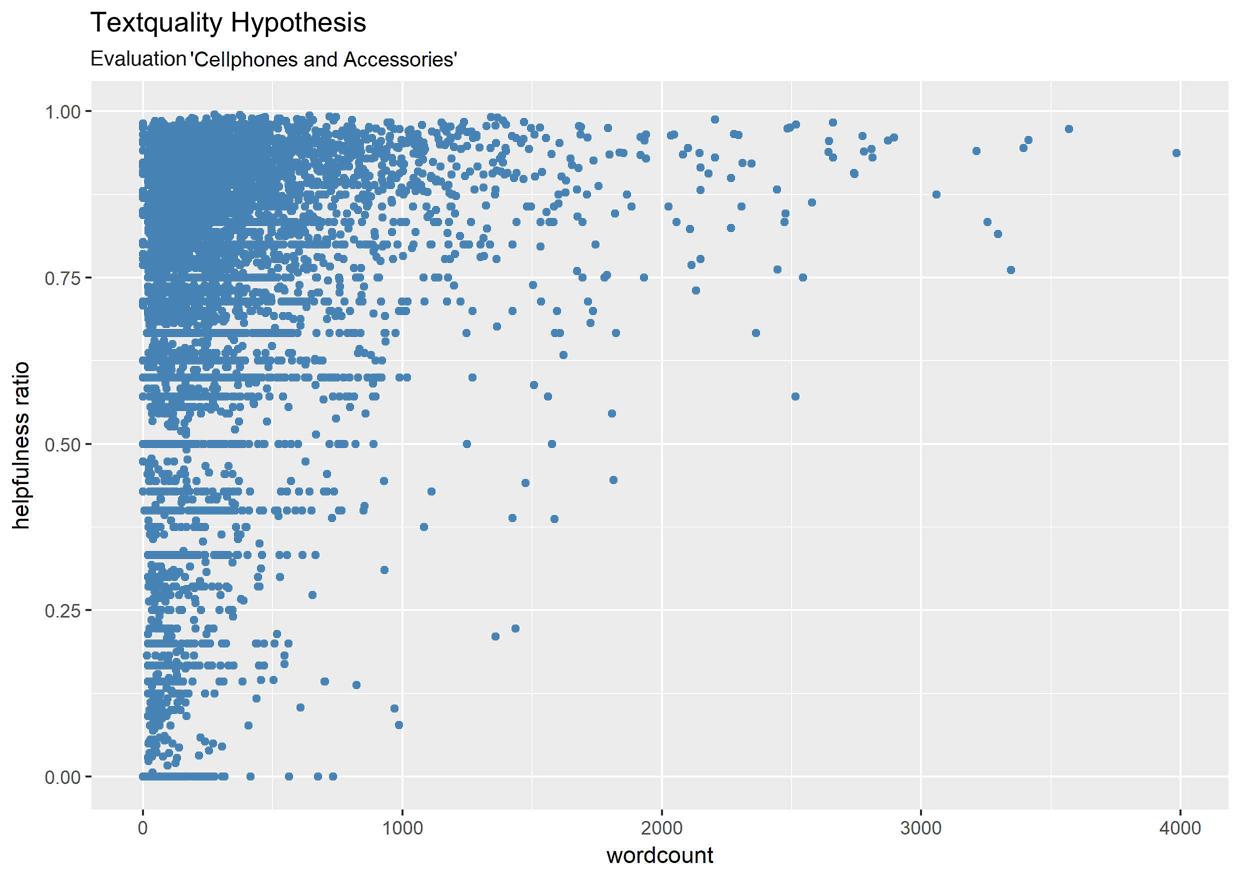 Textquality Hypothesis
Evaluation 'Cellphones and Accessories'
1.00
0.75
0.50
0.25
0.00
helpfulness ratio
0 1000 2000 3000 4000
wordcount